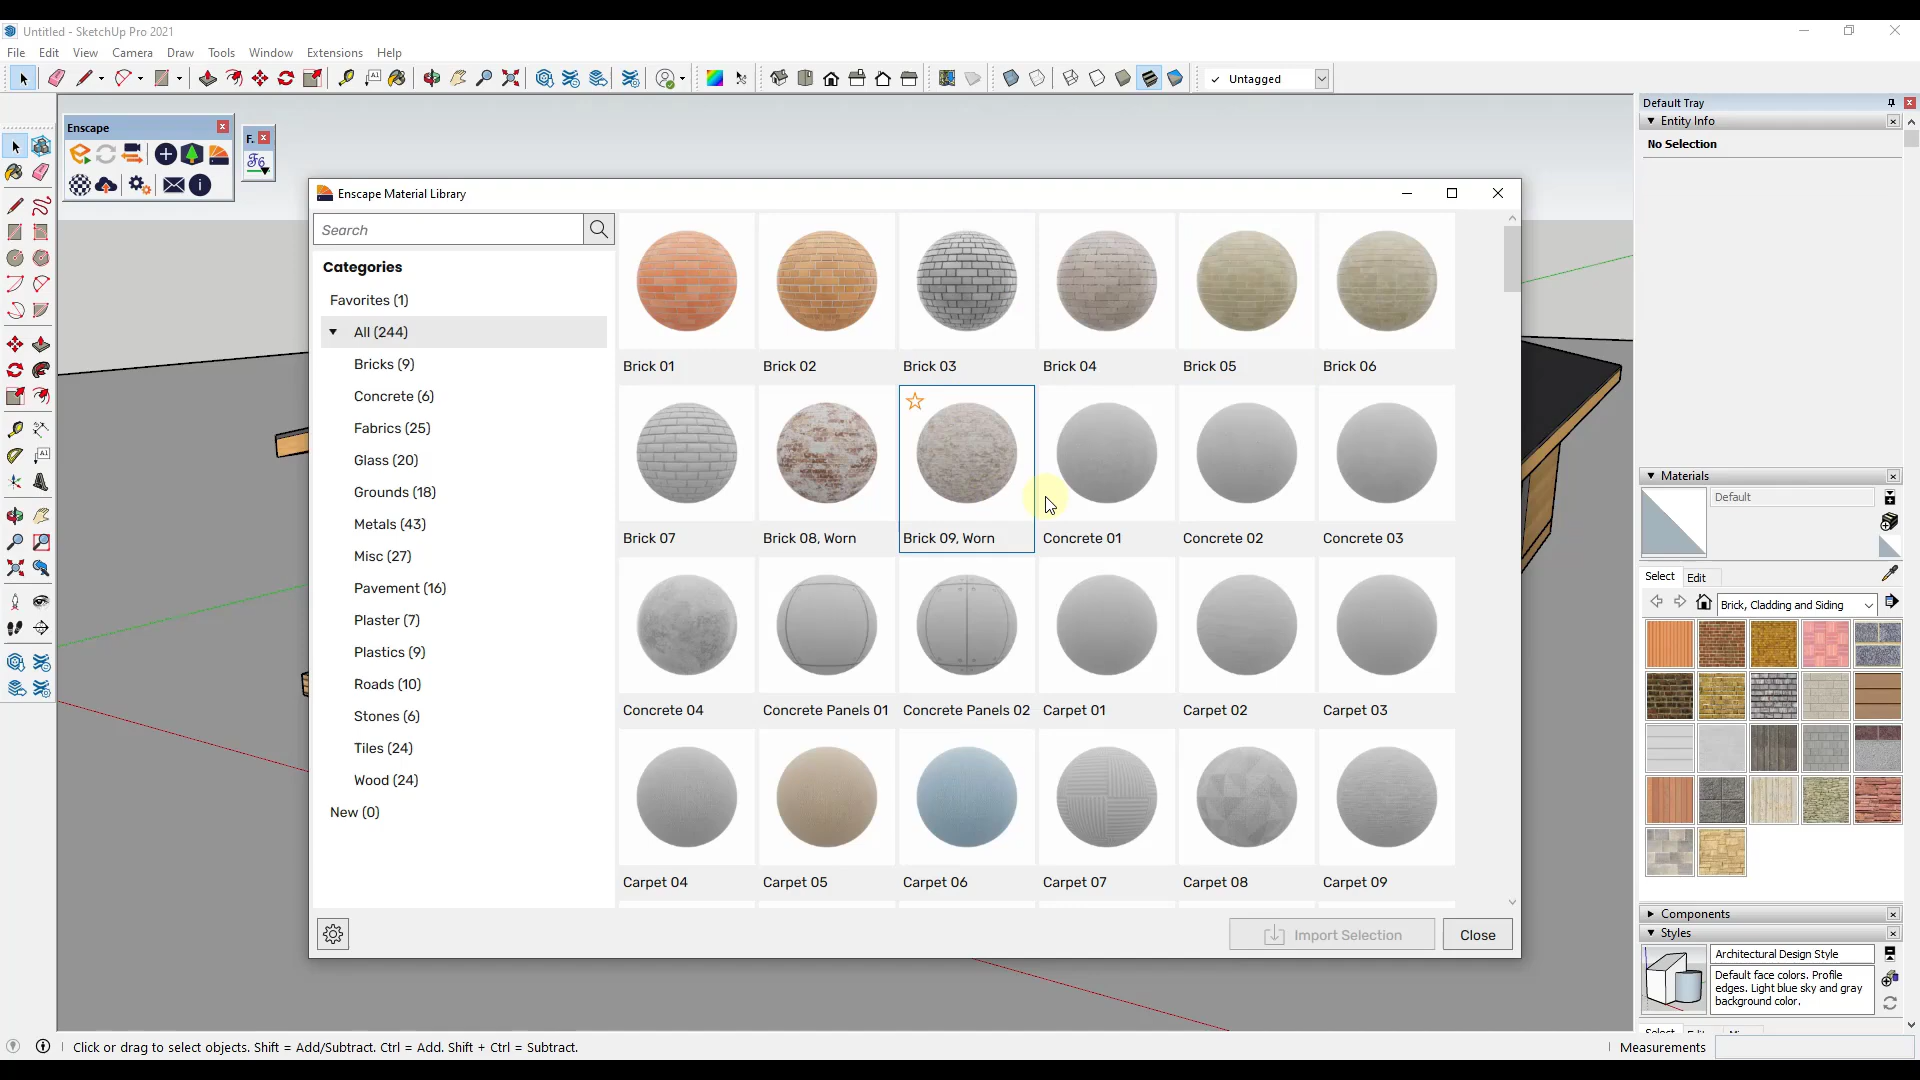 Untitled - SketchUp Pro 2021
File Edit View Camera Draw Tools Window Extensions Help
Untagged
Default Tray
Entity Info
No Selection
Enscape
F.
Enscape Material Library
Search
Categories
Favorites (1)
All (244)
Bricks (9)
Concrete (6)
Fabrics (25)
Glass (20)
Grounds (18)
Metals (43)
Misc (27)
Pavement (16)
Plaster (7)
Plastics (9)
Roads (10)
Stones (6)
Tiles (24)
Wood (24)
New (0)
Brick 01 Brick 02 Brick 03 Brick 04 Brick 05 Brick 06
Brick 07 Brick 08, Worn Brick 09, Worn Concrete 01 Concrete 02 Concrete 03
Concrete 04 Concrete Panels 01 Concrete Panels 02 Carpet 01 Carpet 02 Carpet 03
Carpet 04 Carpet 05 Carpet 06 Carpet 07 Carpet 08 Carpet 09
Import Selection Close
Materials
Default
Select Edit
Brick, Cladding and Siding
Components
Styles
Architectural Design Style
Default face colors. Profile
edges. Light blue sky and gray
background color.
Click or drag to select objects. Shift = Add/Subtract. Ctrl = Add. Shift + Ctrl = Subtract.
Measurements